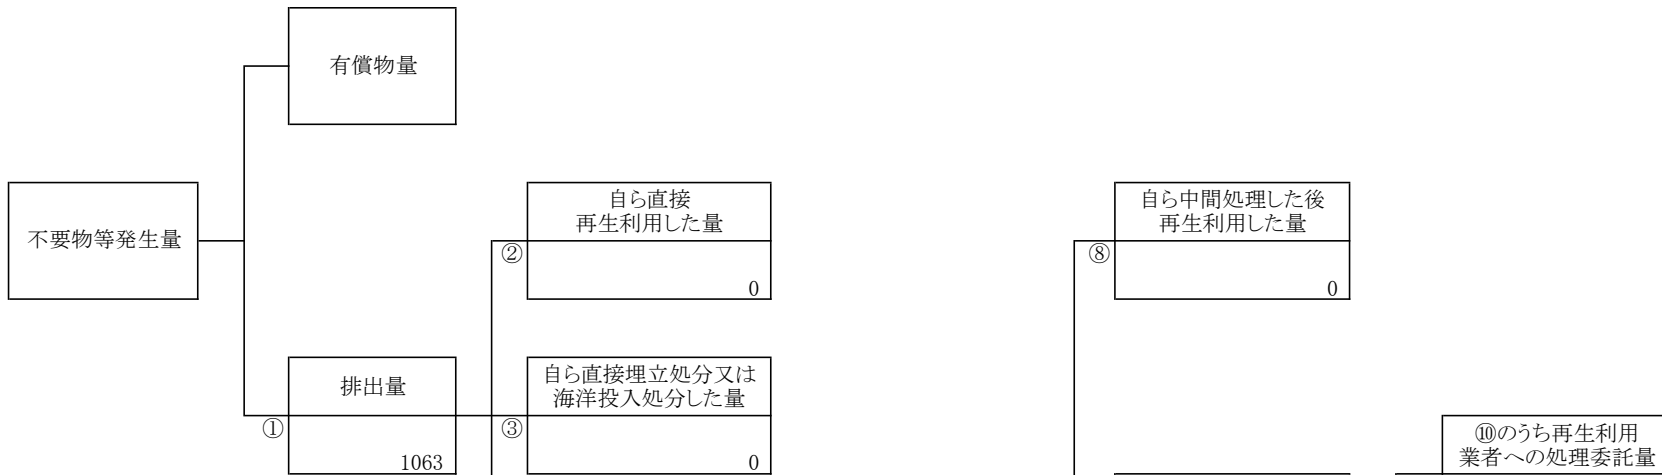 有償物量
不要物等発生量
自ら直接
再生利用した量
②
0
自ら中間処理した後
再生利用した量
⑧
0
排出量
①
1063
自ら直接埋立処分又は
海洋投入処分した量
③
0
⑩のうち再生利用
業者への処理委託量